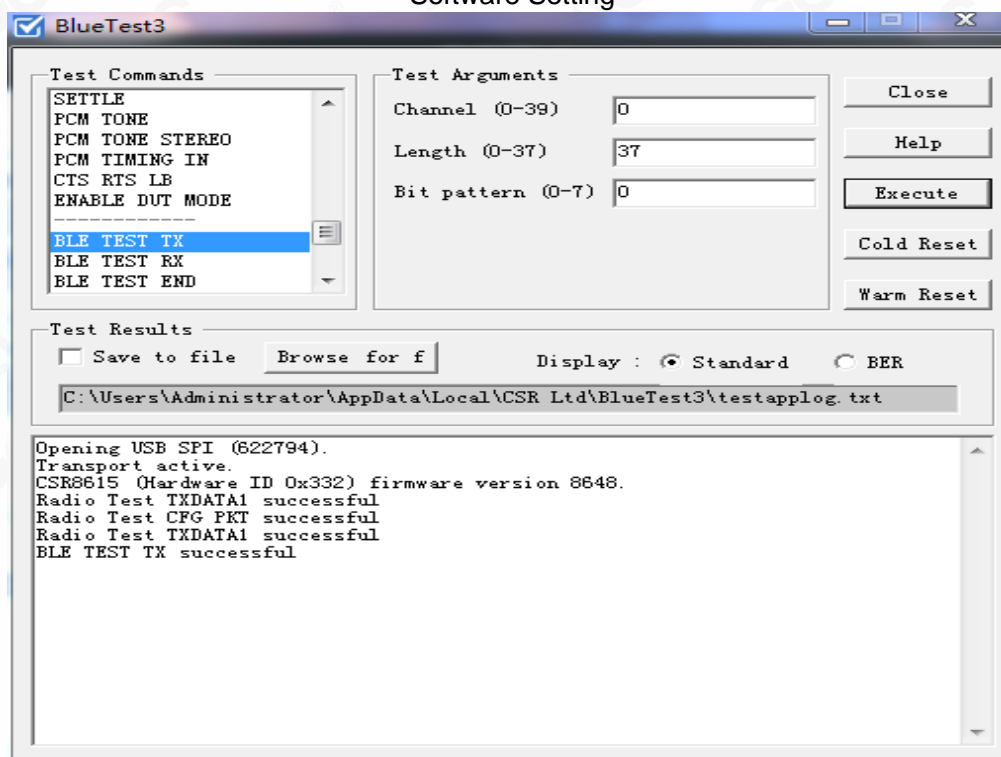 Software Setting
BlueTest3
Test Commands
SETTLE
PCM TONE
PCM TONE STEREO
PCM TIMING IN
CTS RTS LB
ENABLE DUT MODE
------------
BLE TEST TX
BLE TEST RX
BLE TEST END
Test Arguments
Channel (0-39) 0
Length (0-37) 37
Bit pattern (0-7) 0
Close
Help
Execute
Cold Reset
Warm Reset
Test Results
Save to file Browse for f Display : Standard BER
C:\Users\Administrator\AppData\Local\CSR Ltd\BlueTest3\testapplog.txt
Opening USB SPI (622794).
Transport active.
CSR8615 (Hardware ID 0x332) firmware version 8648.
Radio Test TXDATA1 successful
Radio Test CFG PKT successful
Radio Test TXDATA1 successful
BLE TEST TX successful